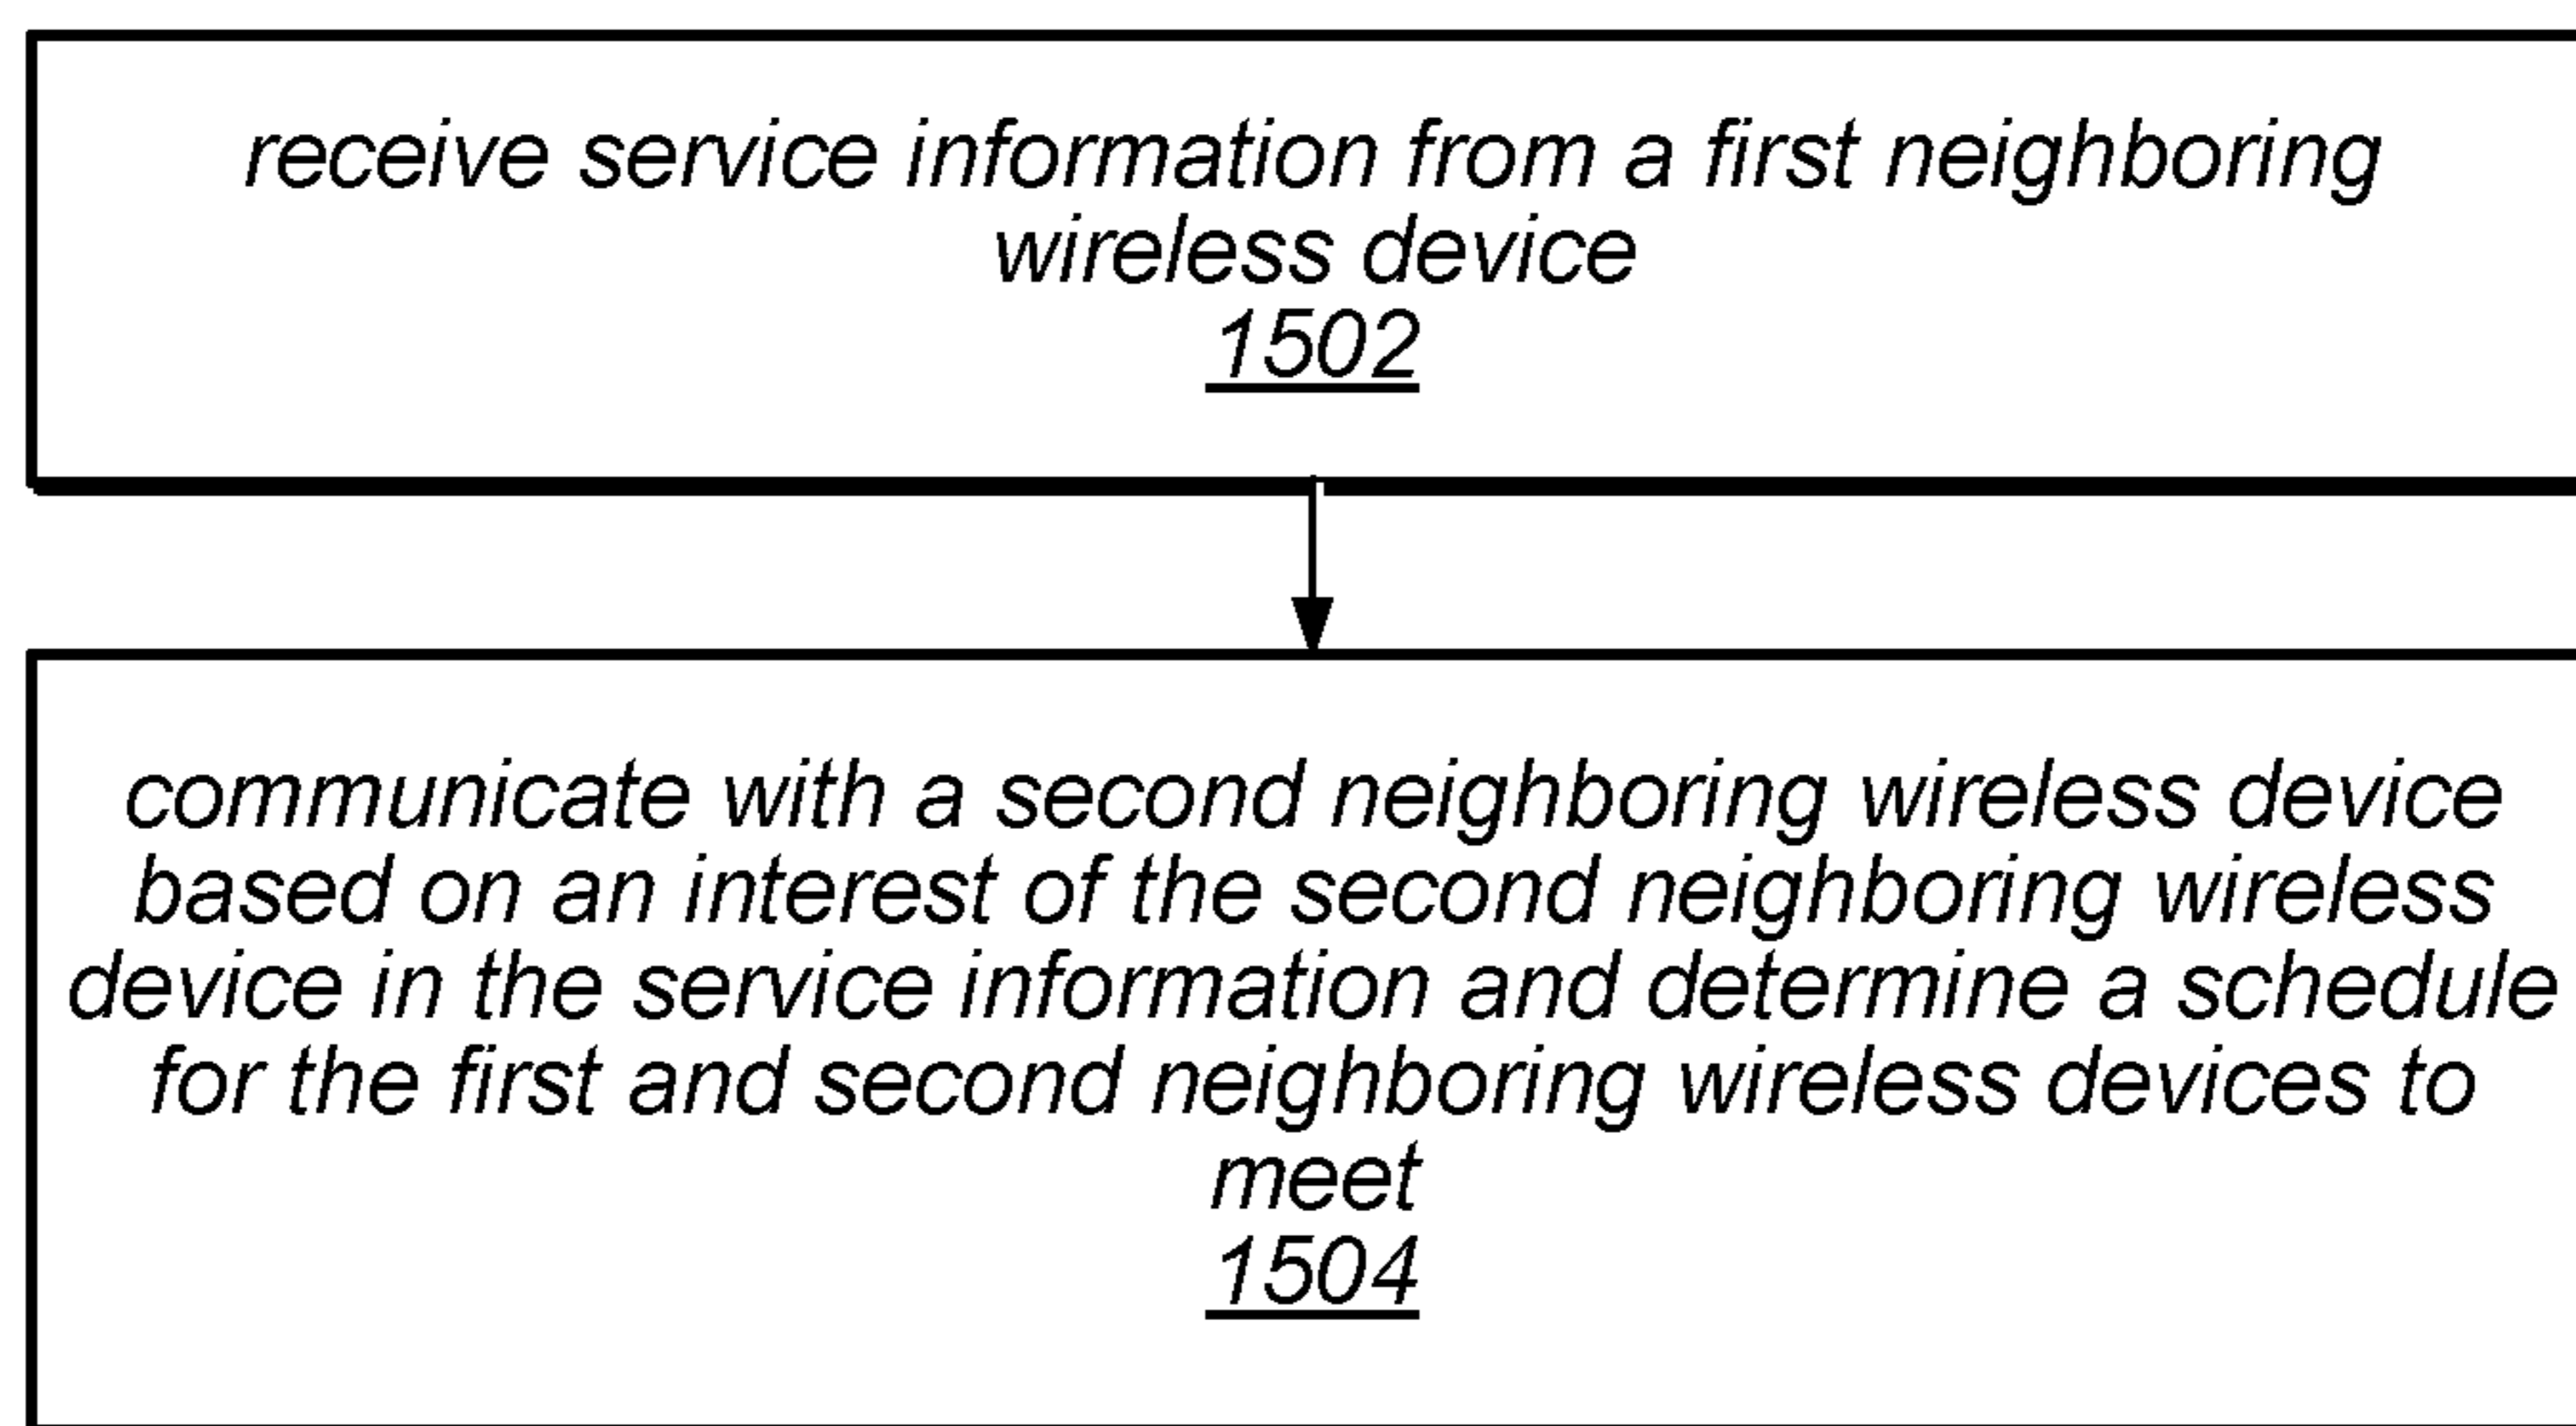 receive service information from a first neighboring
wireless device
1502
communicate with a second neighboring wireless device
based on an interest of the second neighboring wireless
device in the service information and determine a schedule
for the first and second neighboring wireless devices to
meet
1504